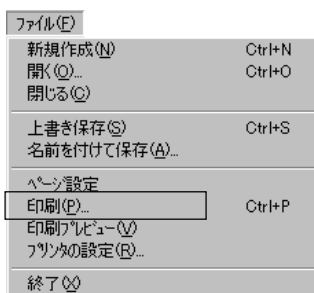 ﾌｧｲﾙ(F)
新規作成(N) Ctrl+N
開く(O)... Ctrl+O
閉じる(C)
上書き保存(S) Ctrl+S
名前を付けて保存(A)...
ﾍﾟｰｼﾞ設定
印刷(P)... Ctrl+P
印刷ﾌﾟﾚﾋﾞｭｰ(V)
ﾌﾟﾘﾝﾀの設定(R)...
終了(X)